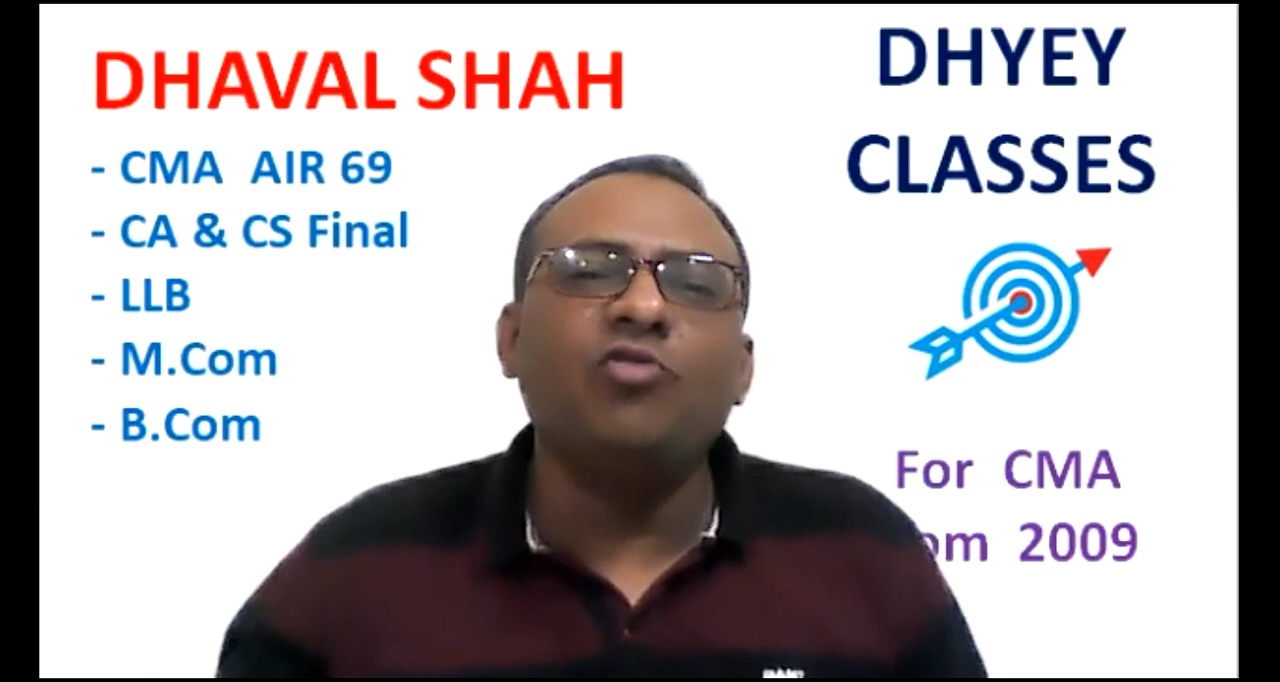 DHAVAL SHAH
- CMA AIR 69
- CA & CS Final
- LLB
- M.Com
- B.Com
DHYEY
CLASSES
For CMA
2009